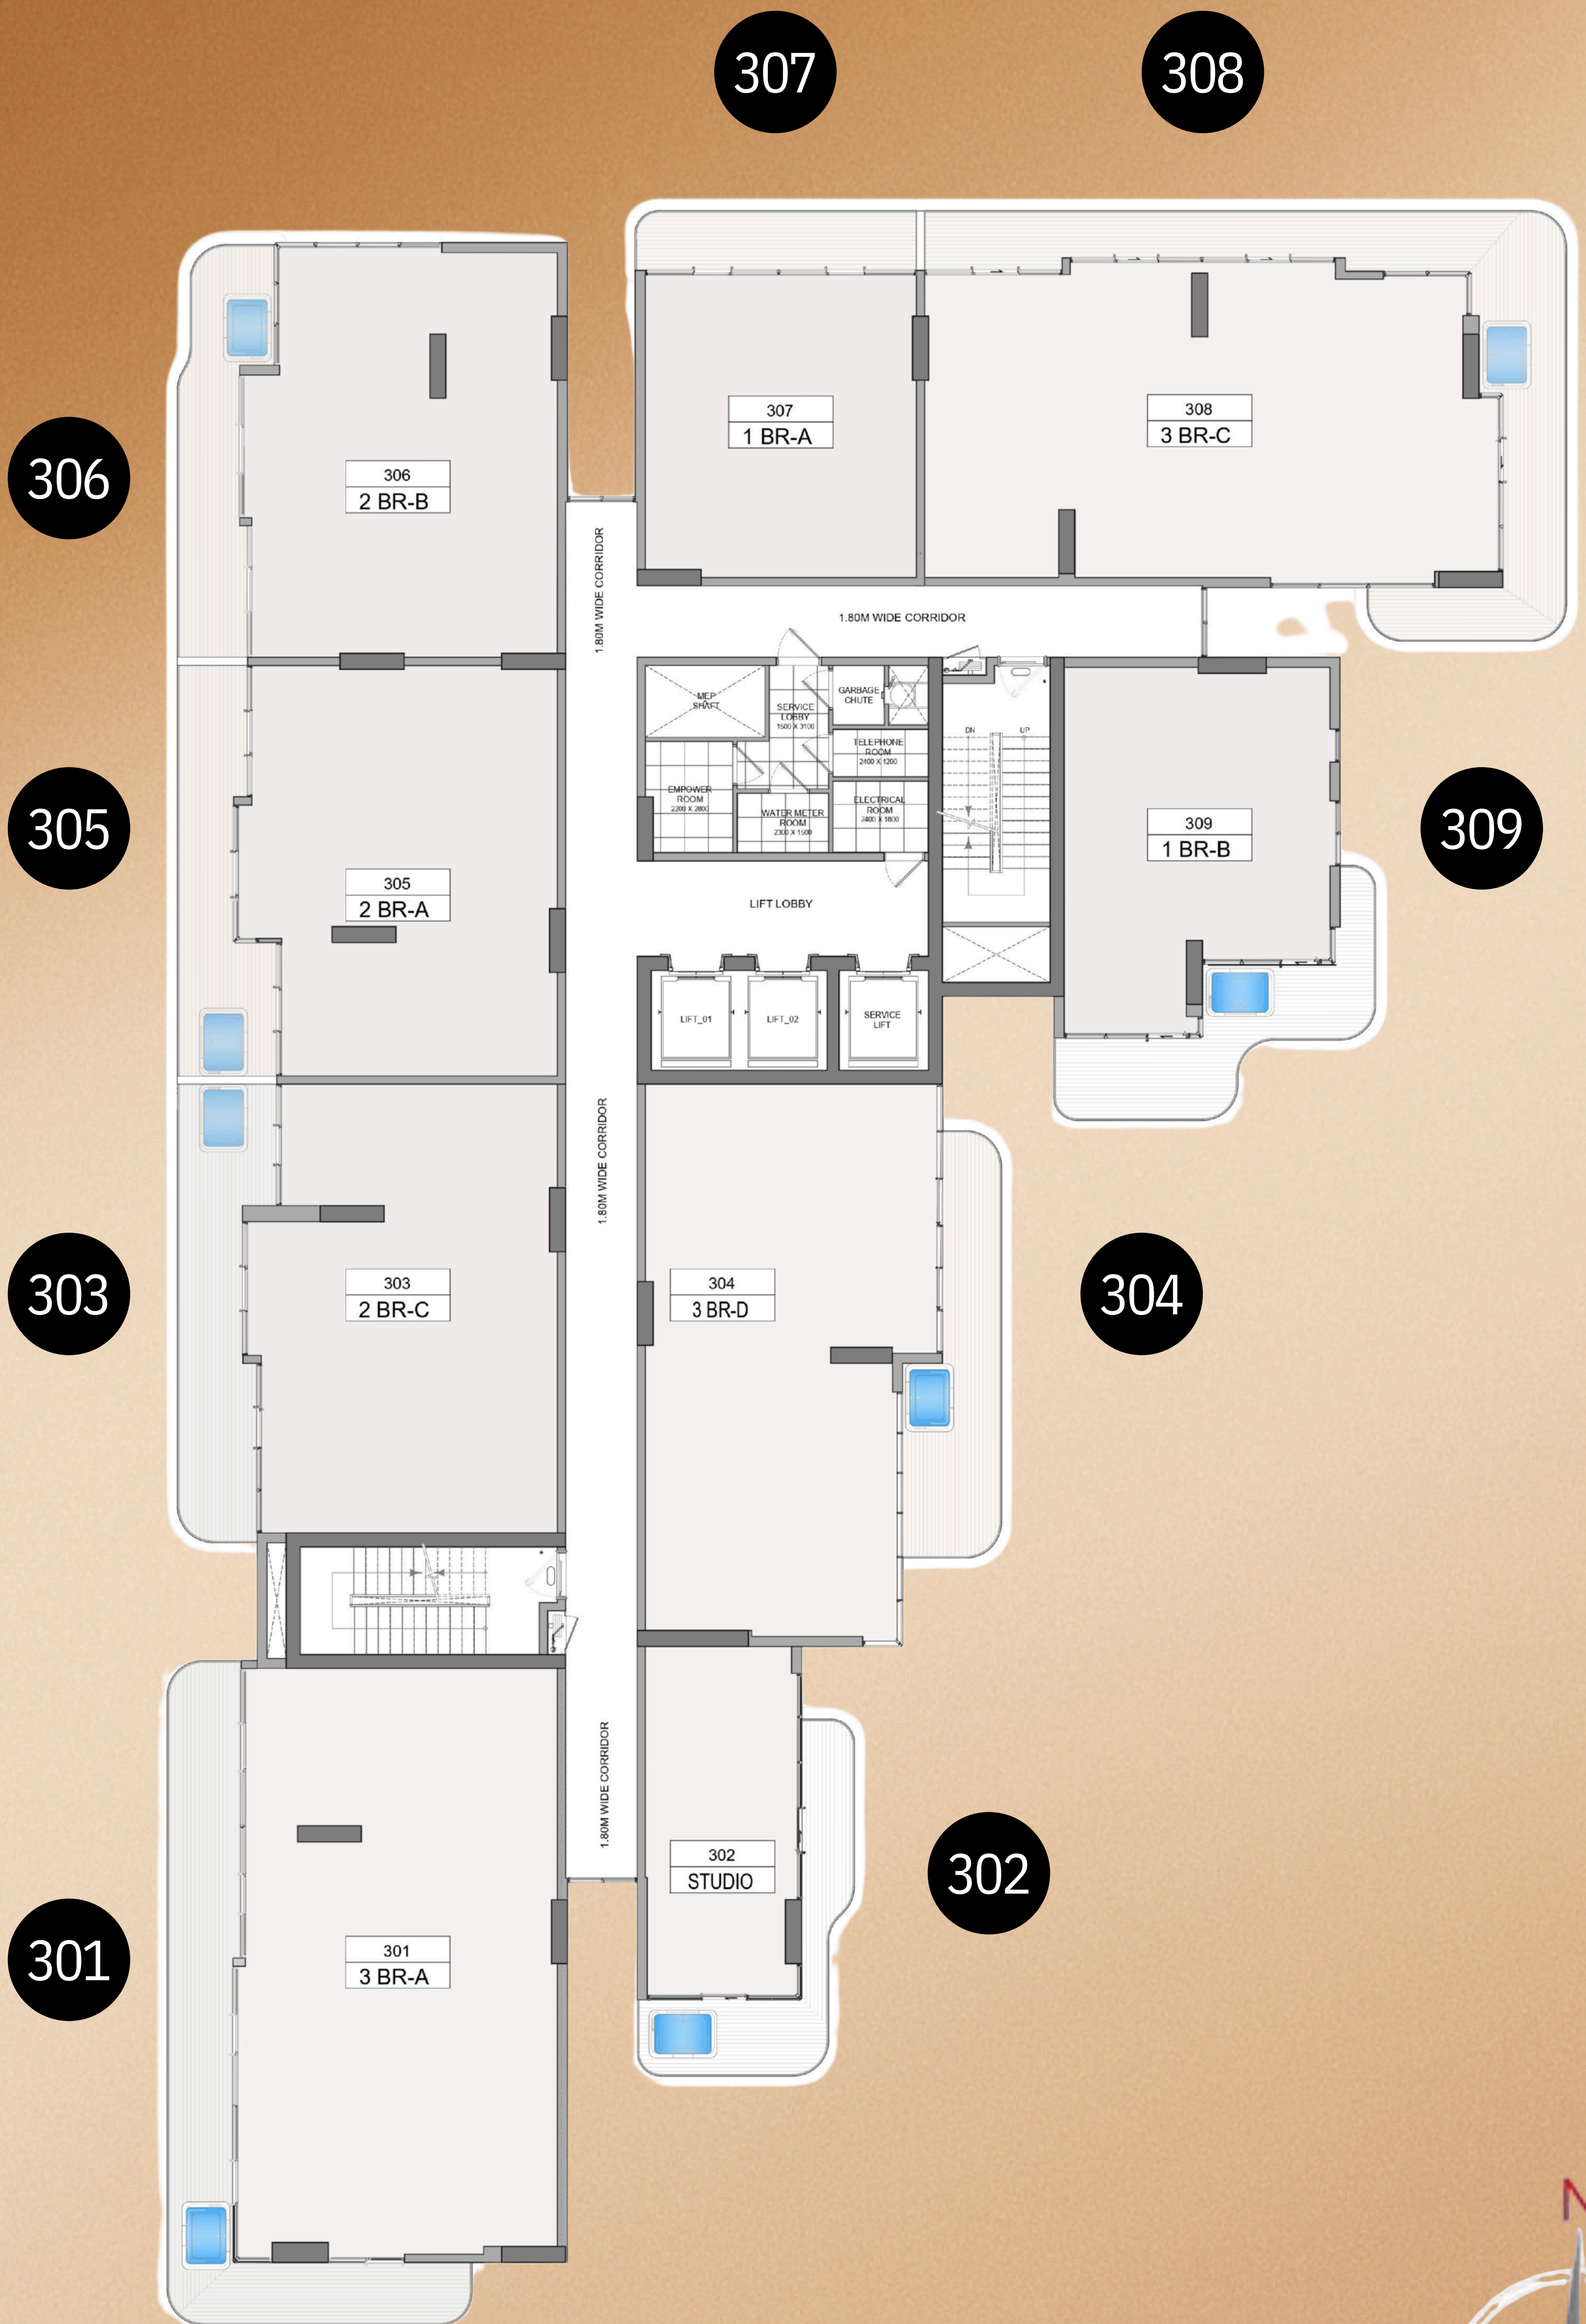 307
308
306
305
303
301
309
304
302
307
1 BR-A
308
3 BR-C
306
2 BR-B
1.80M WIDE CORRIDOR
1.80M WIDE CORRIDOR
MEP
SHAFT
SERVICE
LOBBY
1500 X 3100
GARBAGE
CHUTE
TELEPHONE
ROOM
2400 X 1200
EMPOWER
ROOM
2200 X 2800
WATER METER
ROOM
2300 X 1500
ELECTRICAL
ROOM
2400 X 1800
DN
UP
309
1 BR-B
305
2 BR-A
LIFT LOBBY
LIFT_01
LIFT_02
SERVICE
LIFT
1.80M WIDE CORRIDOR
303
2 BR-C
304
3 BR-D
1.80M WIDE CORRIDOR
302
STUDIO
301
3 BR-A
N